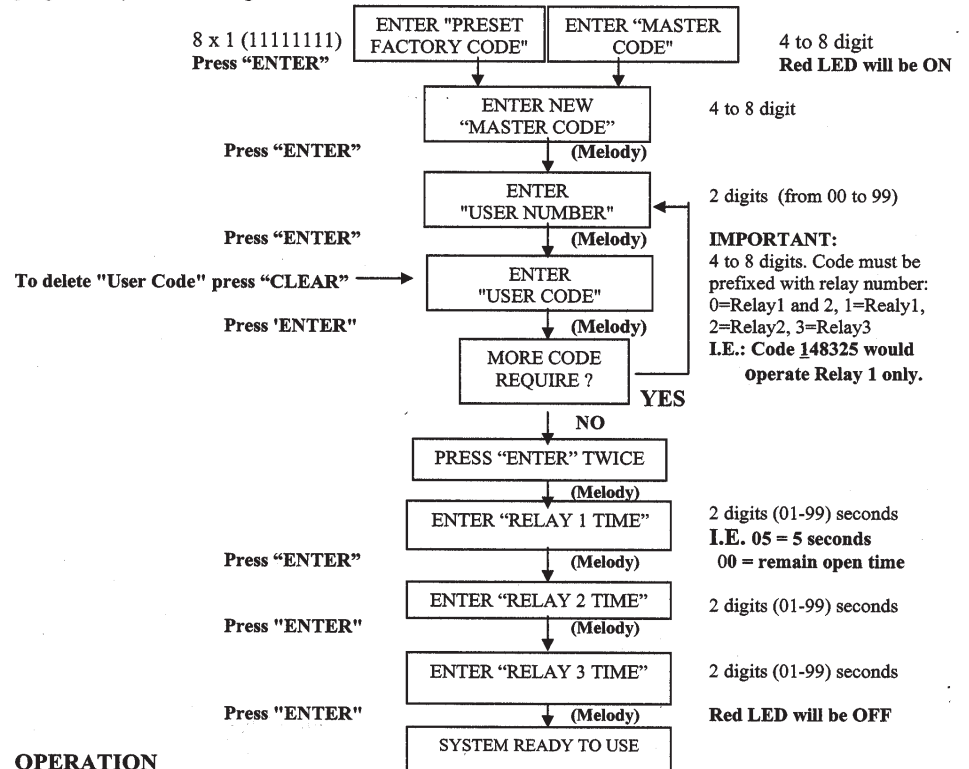 ENTER "PRESET
FACTORY CODE"
ENTER “MASTER
CODE"
8 x 1 (11111111)
Press “ENTER”
4 to 8 digit
Red LED will be ON
ENTER NEW
“MASTER CODE”
4 to 8 digit
Press “ENTER”
(Melody)
ENTER
"USER NUMBER"
2 digits (from 00 to 99)
Press “ENTER”
(Melody)
IMPORTANT:
4 to 8 digits. Code must be
prefixed with relay number:
0=Relay1 and 2, 1=Realy1,
2=Relay2, 3=Relay3
I.E.: Code 148325 would
operate Relay 1 only.
To delete "User Code" press “CLEAR”
ENTER
"USER CODE"
Press 'ENTER"
(Melody)
MORE CODE
REQUIRE ?
YES
NO
PRESS “ENTER” TWICE
(Melody)
ENTER “RELAY 1 TIME”
2 digits (01-99) seconds
I.E. 05 = 5 seconds
00 = remain open time
Press "ENTER"
(Melody)
ENTER “RELAY 2 TIME”
2 digits (01-99) seconds
Press "ENTER"
(Melody)
ENTER “RELAY 3 TIME”
2 digits (01-99) seconds
Press "ENTER"
(Melody)
Red LED will be OFF
SYSTEM READY TO USE
OPERATION